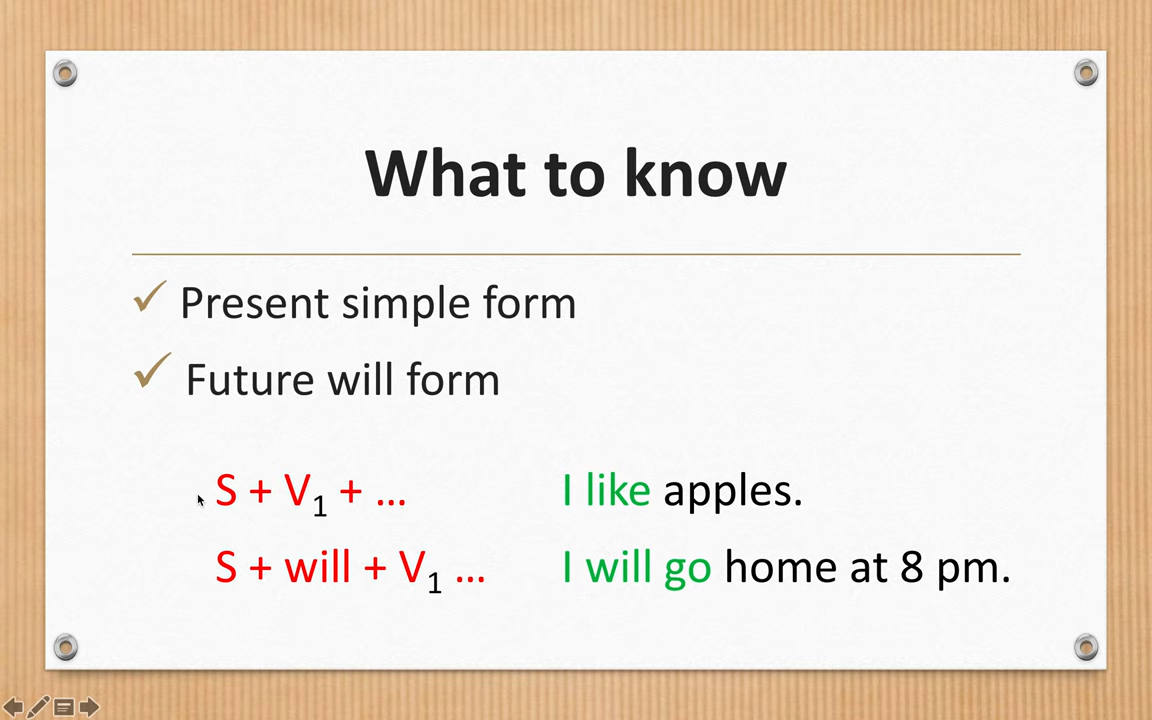 What to know
✓ Present simple form
✓ Future will form
S + V₁ + ... I like apples.
S + will + V₁ ... I will go home at 8 pm.